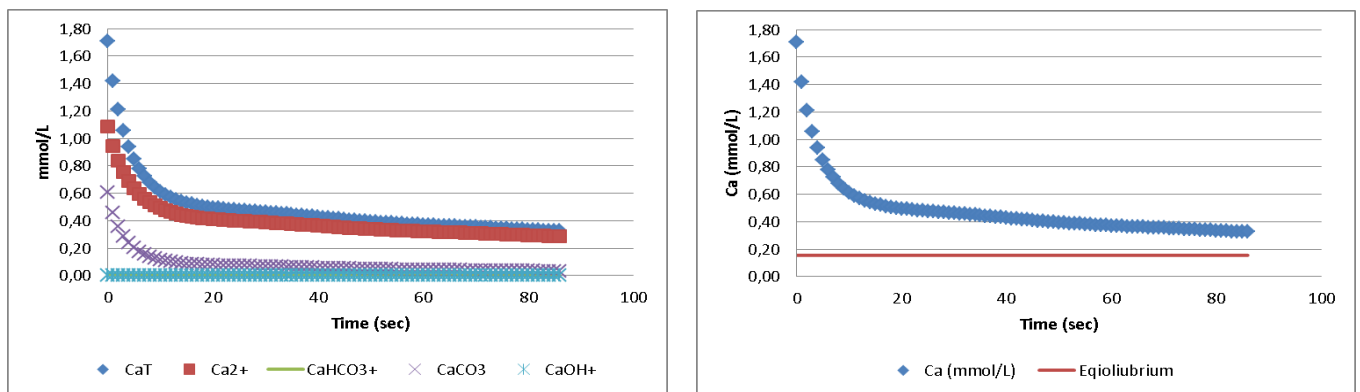 1,80
1,60
1,40
1,20
1,00
0,80
0,60
0,40
0,20
0,00
mmol/L
0 20 40 60 80 100
Time (sec)
CaT Ca2+ CaHCO3+ CaCO3 CaOH+
1,80
1,60
1,40
1,20
1,00
0,80
0,60
0,40
0,20
0,00
Ca (mmol/L)
0 20 40 60 80 100
Time (sec)
Ca (mmol/L) Eqioliubrium